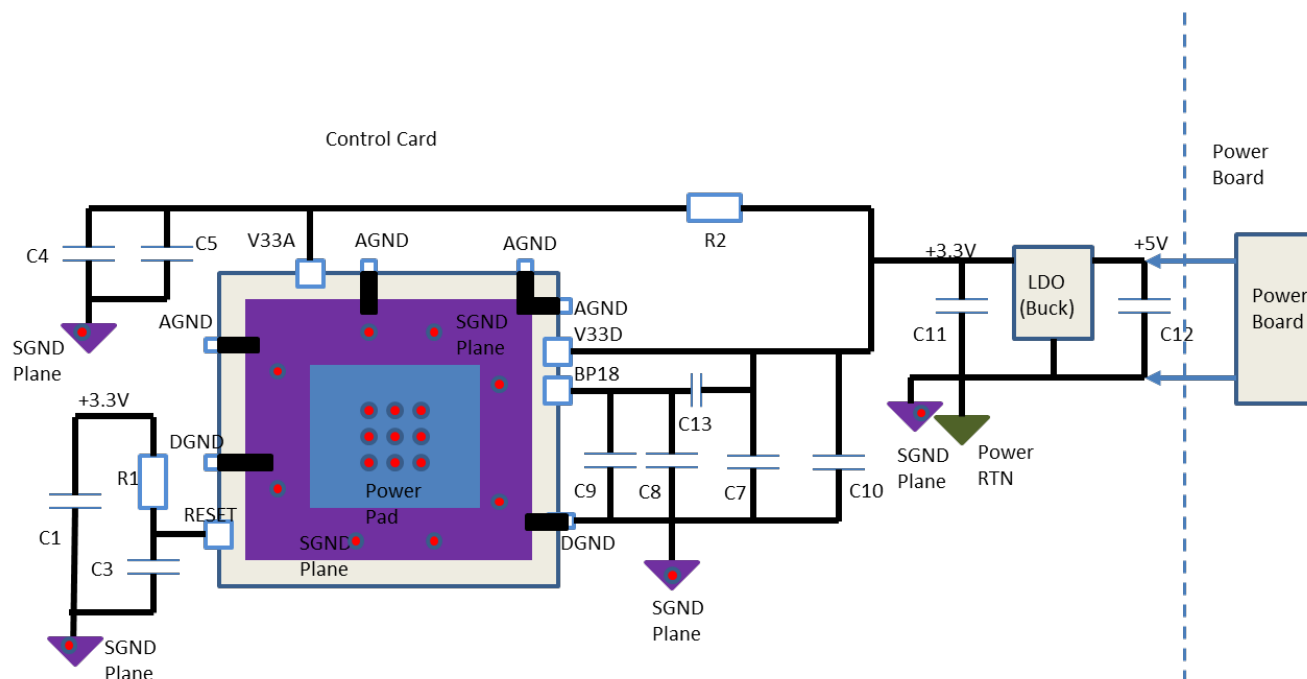 Control Card
Power
Board
C4
C5
V33A
AGND
AGND
R2
+3.3V
+5V
LDO
(Buck)
Power
Board
AGND
SGND
Plane
AGND
V33D
C11
C12
SGND
Plane
BP18
+3.3V
C13
DGND
SGND
Plane
Power
RTN
R1
C9
C8
C7
C10
Power
Pad
RESET
C1
C3
SGND
Plane
DGND
SGND
Plane
SGND
Plane